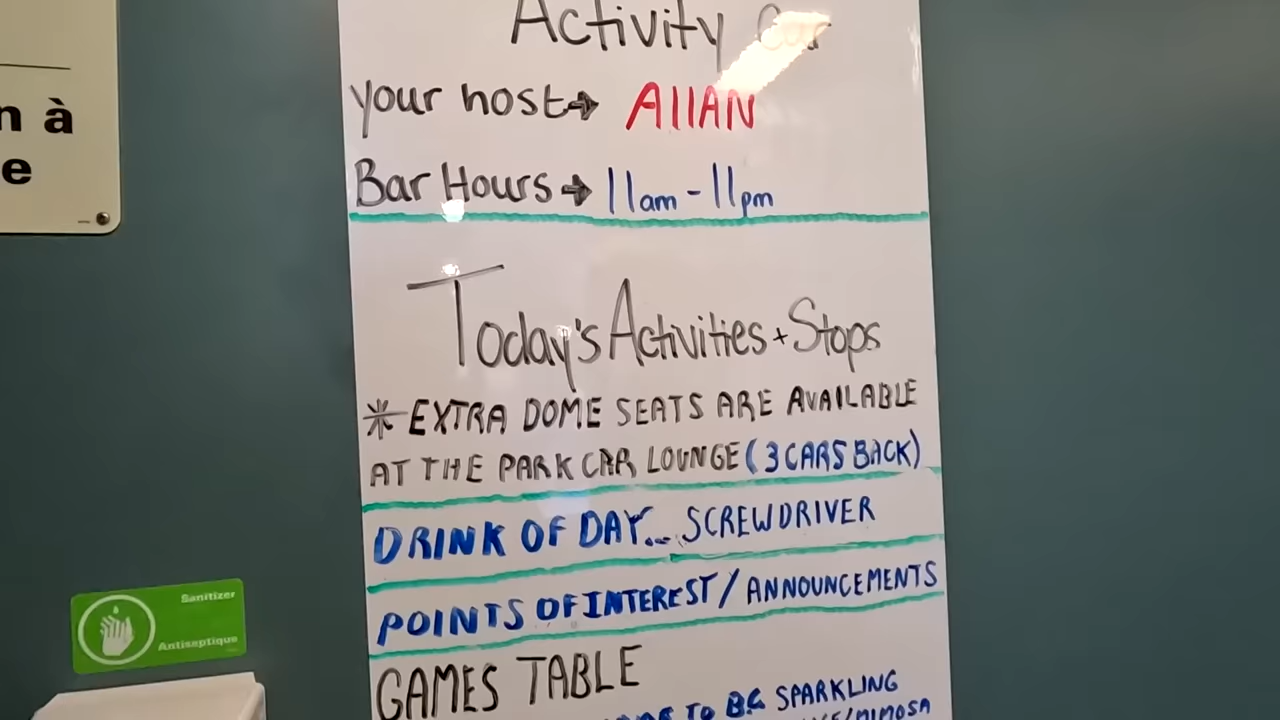 Activity Car
n à
e
your host→ AllAN
Bar Hours → 11am - 11pm
Today's Activities + Stops
* EXTRA DOME SEATS ARE AVAILABLE
AT THE PARK CAR LOUNGE (3 CARS BACK)
DRINK OF DAY... SCREWDRIVER
POINTS OF INTEREST / ANNOUNCEMENTS
GAMES TABLE
TO BC SPARKLING
/MIMOSA
Sanitizer
Antiseptique